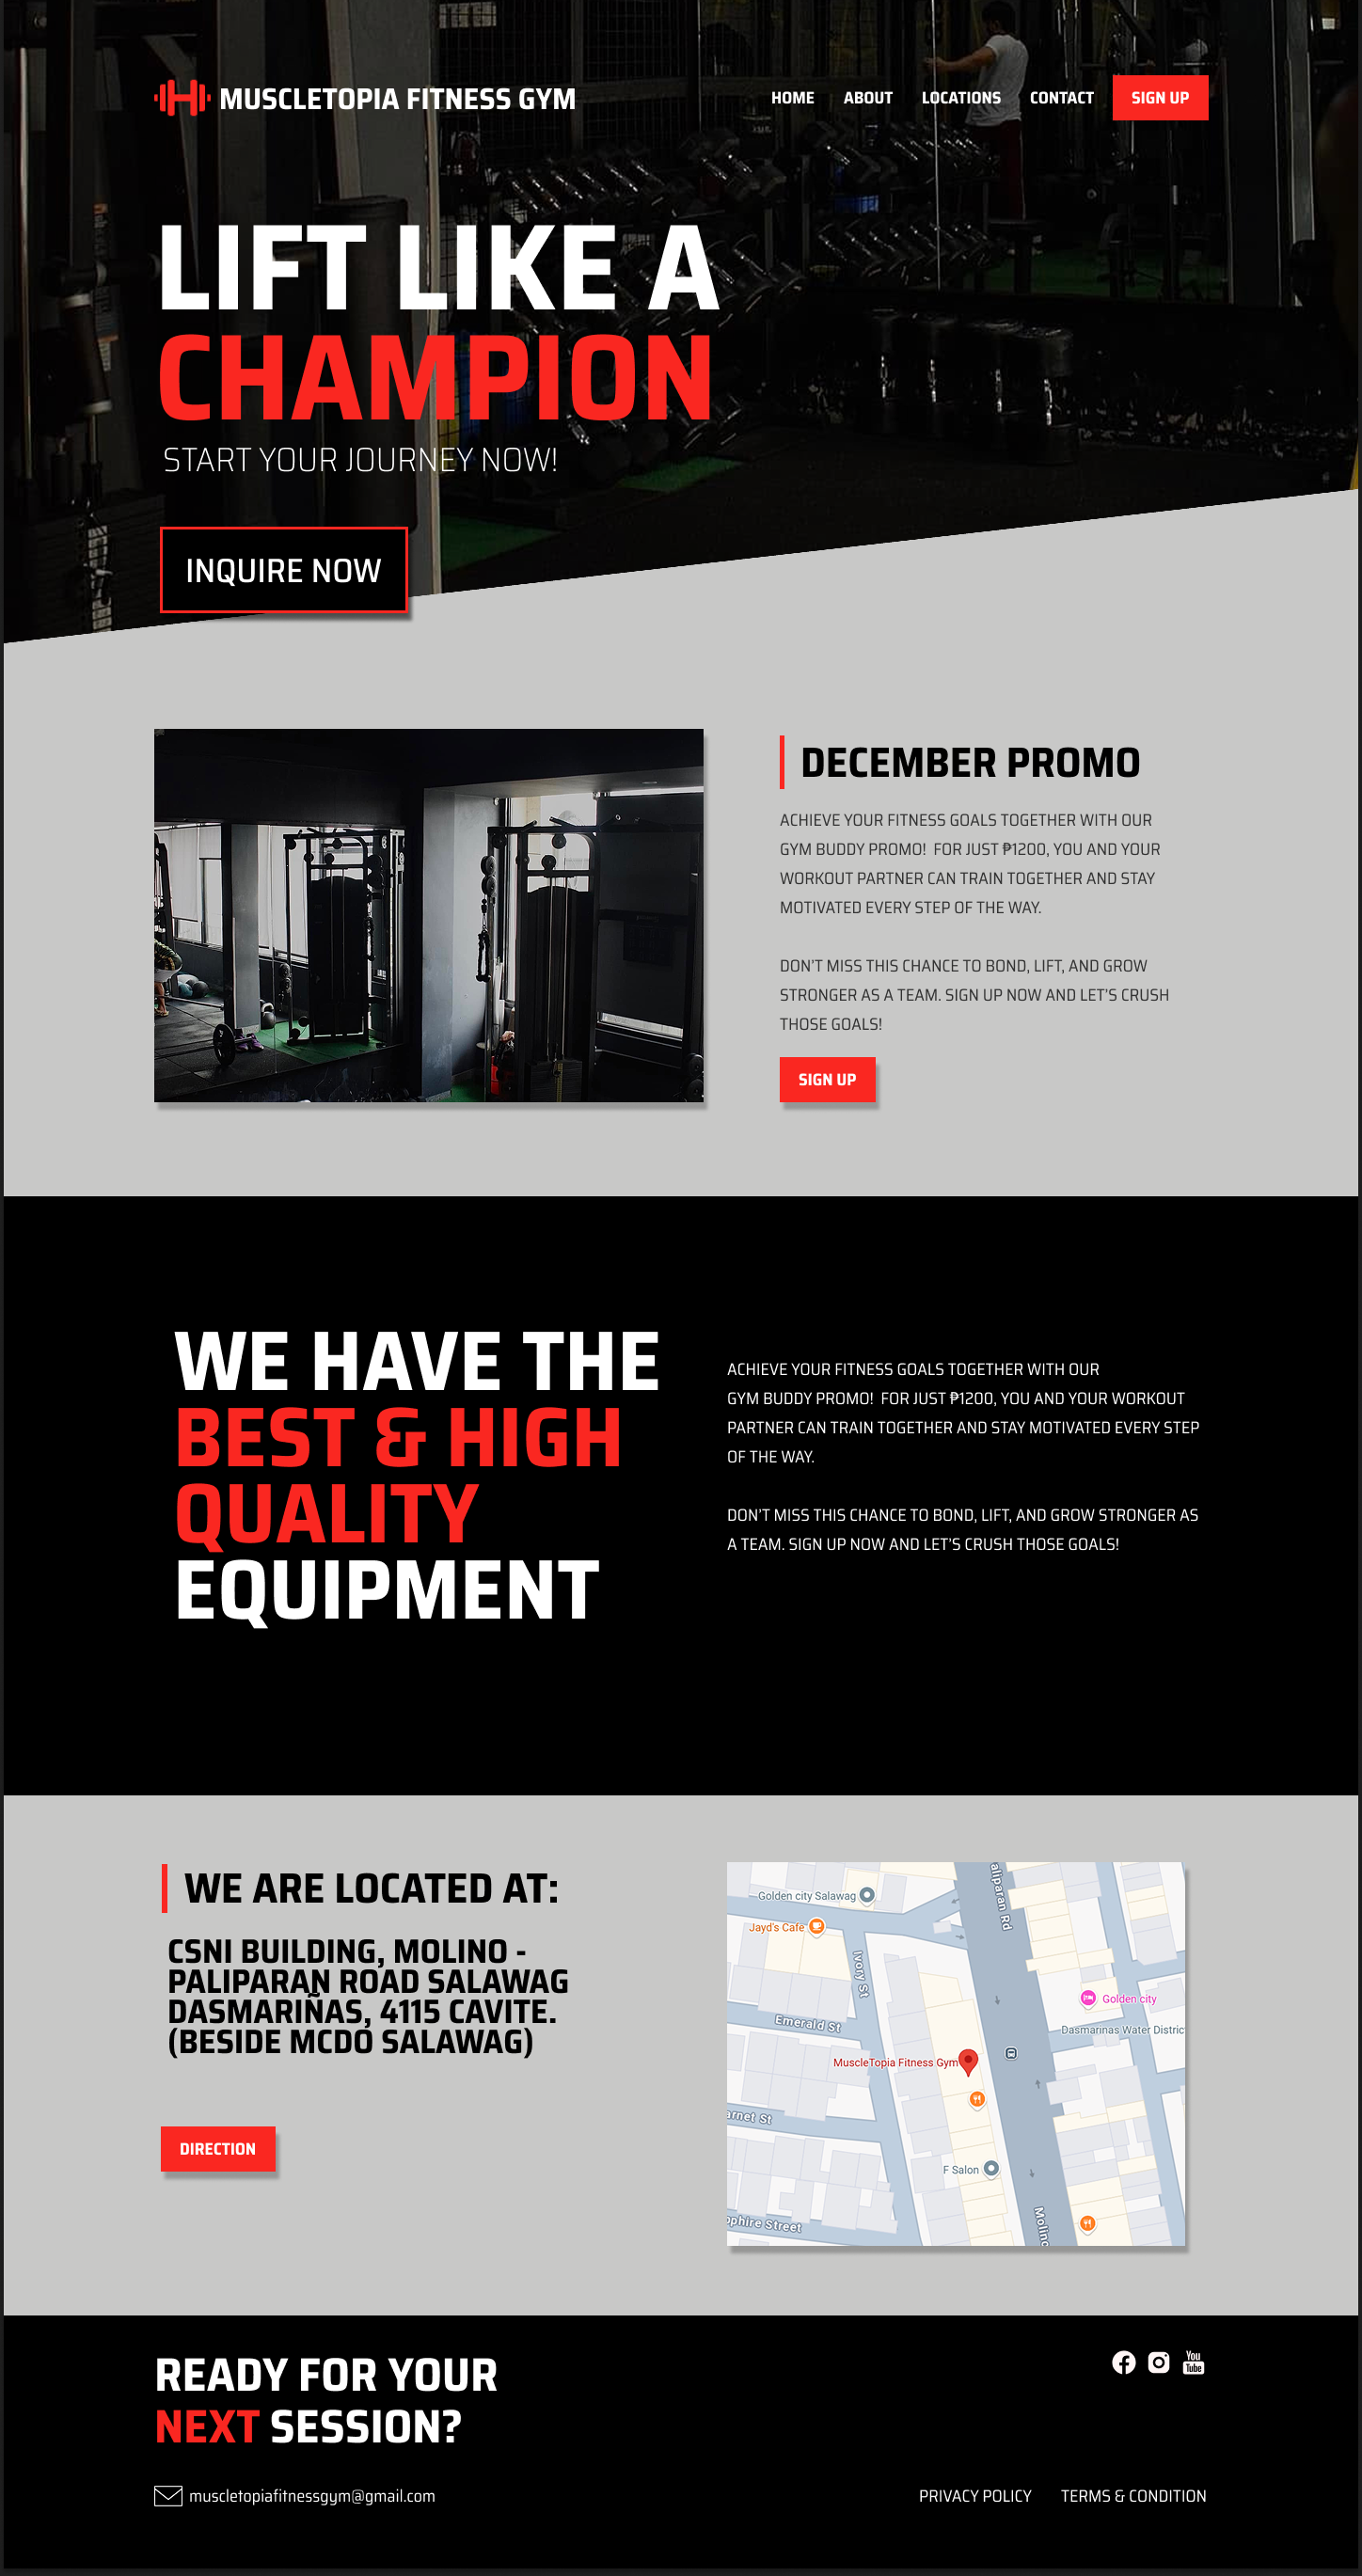 MUSCLETOPIA FITNESS GYM
HOME ABOUT LOCATIONS CONTACT SIGN UP
LIFT LIKE A
CHAMPION
START YOUR JOURNEY NOW!
INQUIRE NOW
DECEMBER PROMO
ACHIEVE YOUR FITNESS GOALS TOGETHER WITH OUR
GYM BUDDY PROMO! FOR JUST ₱1200, YOU AND YOUR
WORKOUT PARTNER CAN TRAIN TOGETHER AND STAY
MOTIVATED EVERY STEP OF THE WAY.
DON'T MISS THIS CHANCE TO BOND, LIFT, AND GROW
STRONGER AS A TEAM. SIGN UP NOW AND LET'S CRUSH
THOSE GOALS!
SIGN UP
WE HAVE THE
BEST & HIGH
QUALITY
EQUIPMENT
ACHIEVE YOUR FITNESS GOALS TOGETHER WITH OUR
GYM BUDDY PROMO! FOR JUST ₱1200, YOU AND YOUR WORKOUT
PARTNER CAN TRAIN TOGETHER AND STAY MOTIVATED EVERY STEP
OF THE WAY.
DON'T MISS THIS CHANCE TO BOND, LIFT, AND GROW STRONGER AS
A TEAM. SIGN UP NOW AND LET'S CRUSH THOSE GOALS!
WE ARE LOCATED AT:
CSNI BUILDING, MOLINO -
PALIPARAN ROAD SALAWAG
DASMARIÑAS, 4115 CAVITE.
(BESIDE MCDO SALAWAG)
DIRECTION
aliparan Rd
Golden city Salawag
Jayd's Cafe
Ivory St
Golden city
Emerald St
Dasmarinas Water Distric
MuscleTopia Fitness Gym
arnet St
F Salon
pphire Street
Molino
READY FOR YOUR
NEXT SESSION?
You
Tube
muscletopiafitnessgym@gmail.com
PRIVACY POLICY TERMS & CONDITION